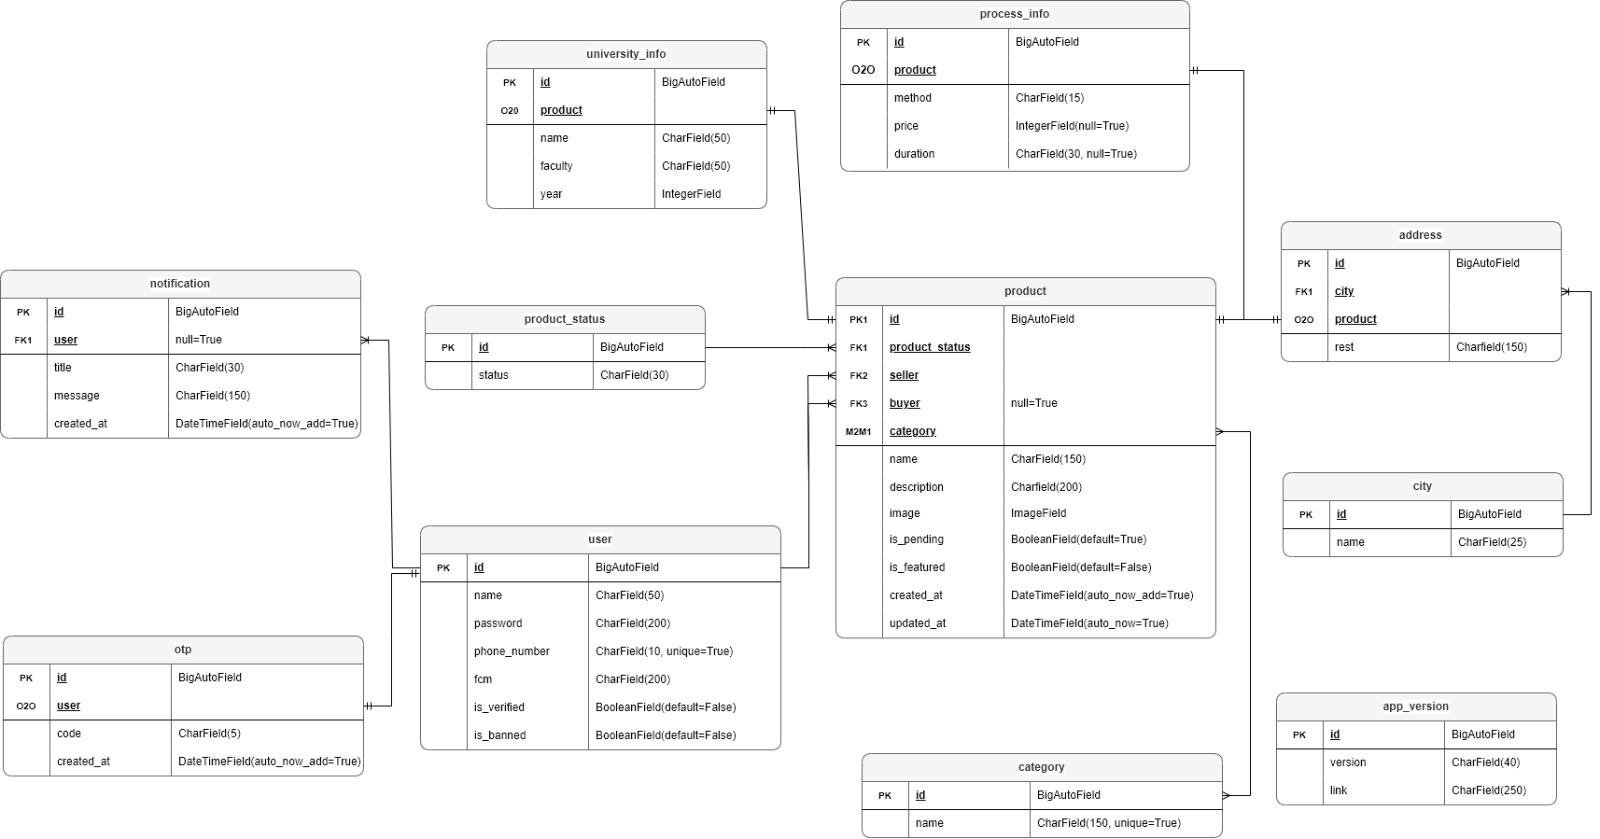 process_info
PK id BigAutoField
O2O product
method CharField(15)
price IntegerField(null=True)
duration CharField(30, null=True)
university_info
PK id BigAutoField
O20 product
name CharField(50)
faculty CharField(50)
year IntegerField
address
PK id BigAutoField
FK1 city
O2O product
rest Charfield(150)
notification
PK id BigAutoField
FK1 user null=True
title CharField(30)
message CharField(150)
created_at DateTimeField(auto_now_add=True)
product_status
PK id BigAutoField
status CharField(30)
product
PK1 id BigAutoField
FK1 product_status
FK2 seller
FK3 buyer null=True
M2M1 category
name CharField(150)
description Charfield(200)
image ImageField
is_pending BooleanField(default=True)
is_featured BooleanField(default=False)
created_at DateTimeField(auto_now_add=True)
updated_at DateTimeField(auto_now=True)
city
PK id BigAutoField
name CharField(25)
user
PK id BigAutoField
name CharField(50)
password CharField(200)
phone_number CharField(10, unique=True)
fcm CharField(200)
is_verified BooleanField(default=False)
is_banned BooleanField(default=False)
otp
PK id BigAutoField
O2O user
code CharField(5)
created_at DateTimeField(auto_now_add=True)
app_version
PK id BigAutoField
version CharField(40)
link CharField(250)
category
PK id BigAutoField
name CharField(150, unique=True)